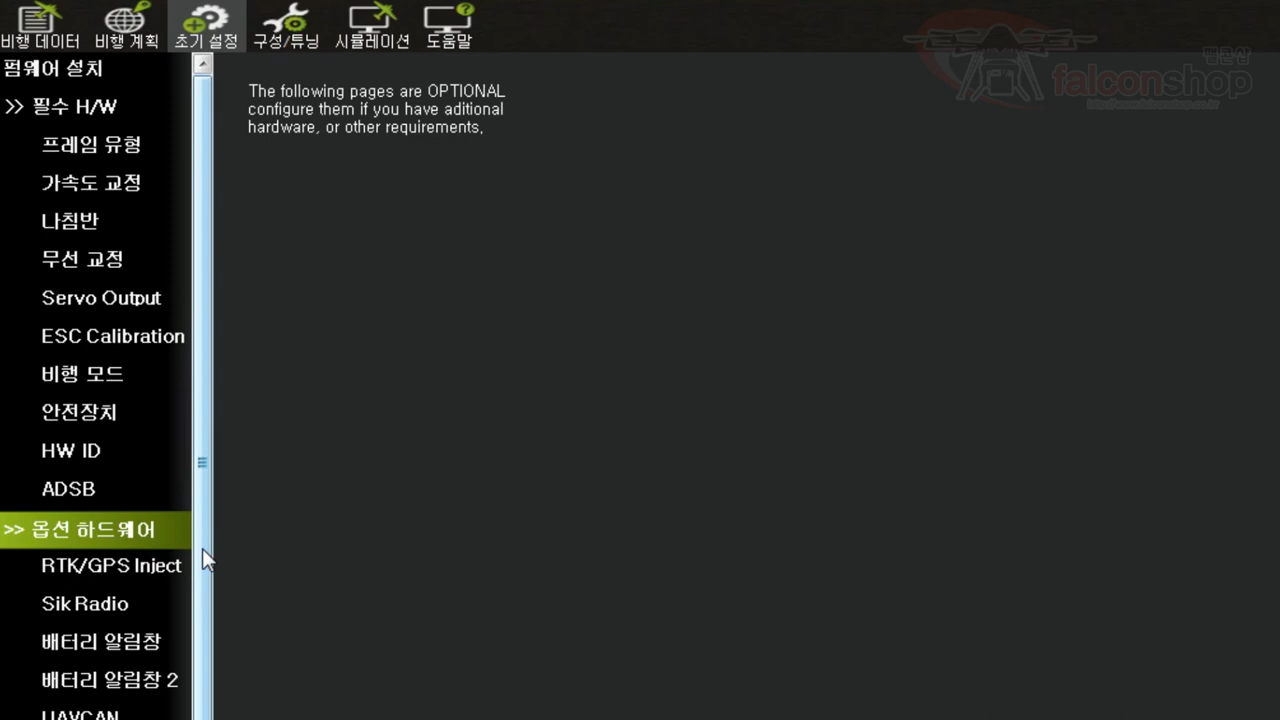 비행 데이터
비행 계획
초기 설정
구성/튜닝
시뮬레이션
도움말
펌웨어 설치
>> 필수 H/W
프레임 유형
가속도 교정
나침반
무선 교정
Servo Output
ESC Calibration
비행 모드
안전장치
HW ID
ADSB
>> 옵션 하드웨어
RTK/GPS Inject
Sik Radio
배터리 알림창
배터리 알림창 2
UAVCAN
The following pages are OPTIONAL
configure them if you have aditional
hardware, or other requirements,
팔콘샵
falconshop